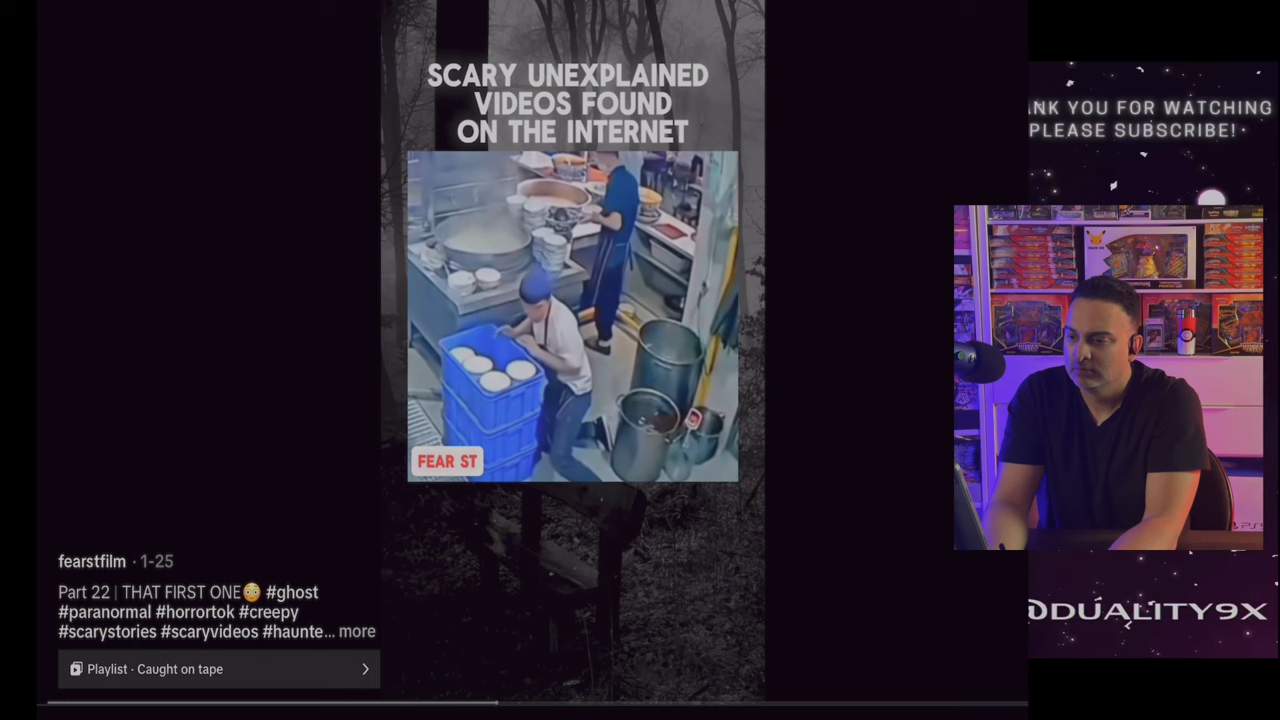 SCARY UNEXPLAINED
VIDEOS FOUND
ON THE INTERNET
FEAR ST
fearstfilm · 1-25
Part 22 | THAT FIRST ONE😳 #ghost
#paranormal #horrortok #creepy
#scarystories #scaryvideos #haunte... more
Playlist · Caught on tape
ANK YOU FOR WATCHING
PLEASE SUBSCRIBE!
@DUALITY9X